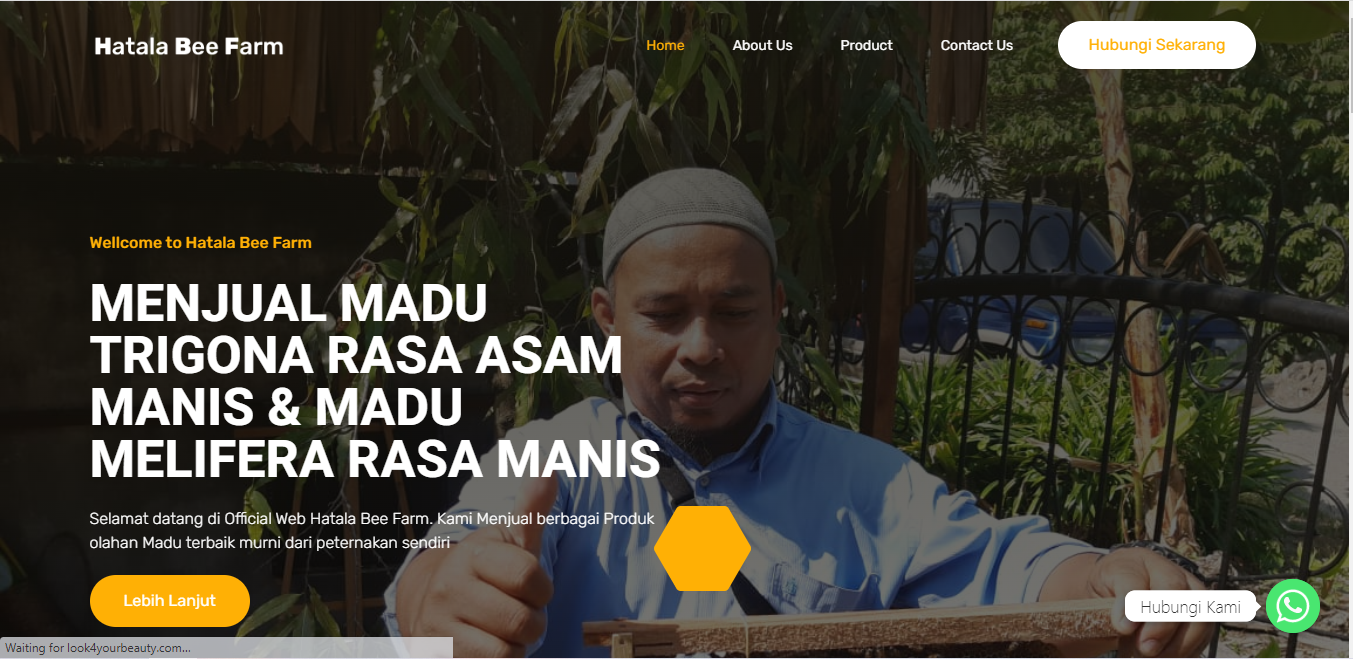 Hatala Bee Farm
Home
About Us
Product
Contact Us
Hubungi Sekarang
Wellcome to Hatala Bee Farm
MENJUAL MADU
TRIGONA RASA ASAM
MANIS & MADU
MELIFERA RASA MANIS
Selamat datang di Official Web Hatala Bee Farm. Kami Menjual berbagai Produk
olahan Madu terbaik murni dari peternakan sendiri
Lebih Lanjut
Hubungi Kami
Waiting for look4yourbeauty.com...